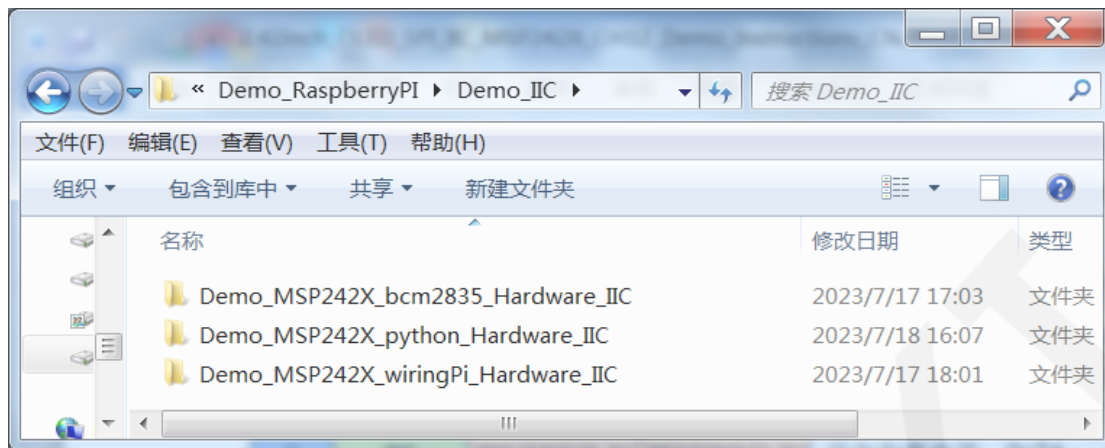 « Demo_RaspberryPI ▸ Demo_IIC ▸ 搜索 Demo_IIC
文件(F) 编辑(E) 查看(V) 工具(T) 帮助(H)
组织 包含到库中 共享 新建文件夹
名称 修改日期 类型
Demo_MSP242X_bcm2835_Hardware_IIC 2023/7/17 17:03 文件夹
Demo_MSP242X_python_Hardware_IIC 2023/7/18 16:07 文件夹
Demo_MSP242X_wiringPi_Hardware_IIC 2023/7/17 18:01 文件夹